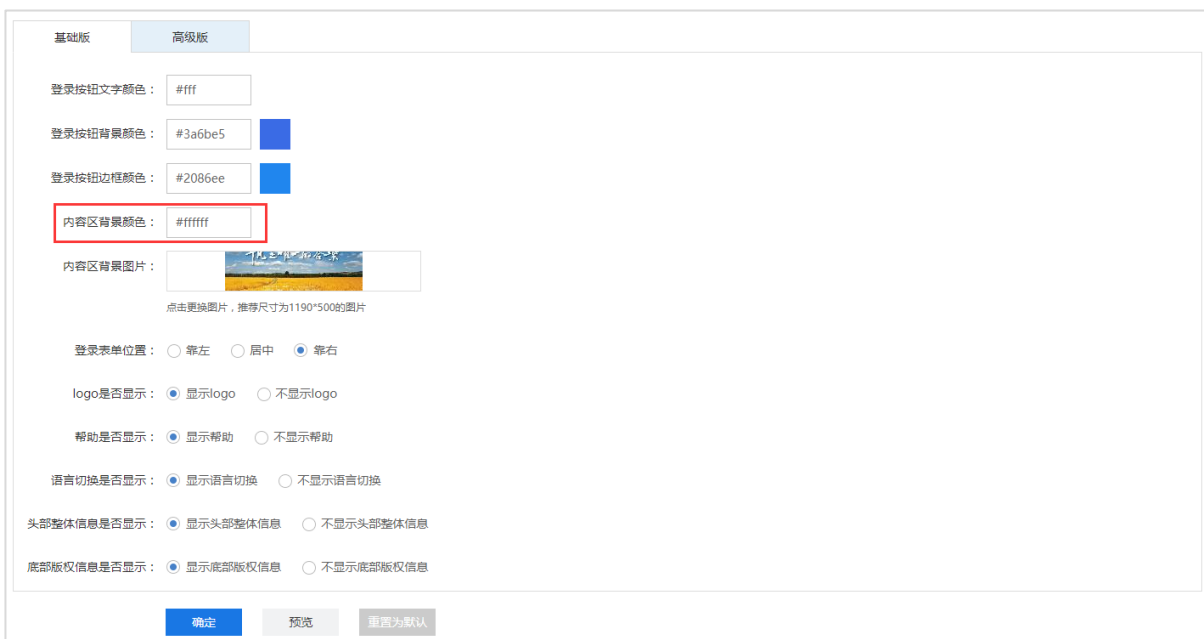 基础版 高级版
登录按钮文字颜色： #fff
登录按钮背景颜色： #3a6be5
登录按钮边框颜色： #2086ee
内容区背景颜色： #ffffff
内容区背景图片：
点击更换图片，推荐尺寸为1190*500的图片
登录表单位置： 靠左 居中 靠右
logo是否显示： 显示logo 不显示logo
帮助是否显示： 显示帮助 不显示帮助
语言切换是否显示： 显示语言切换 不显示语言切换
头部整体信息是否显示： 显示头部整体信息 不显示头部整体信息
底部版权信息是否显示： 显示底部版权信息 不显示底部版权信息
确定 预览 重置为默认